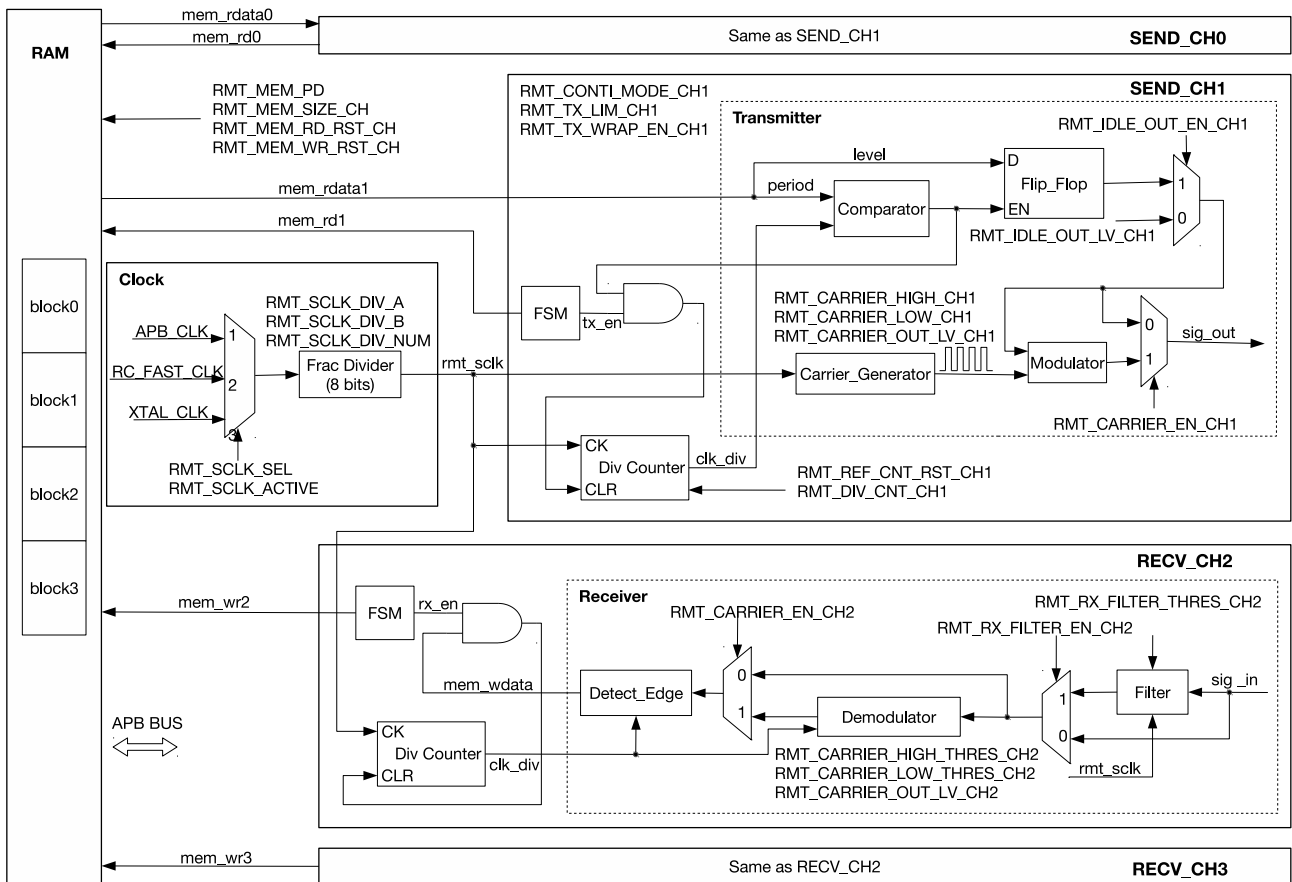 RAM
mem_rdata0
mem_rd0
Same as SEND_CH1
SEND_CH0
RMT_MEM_PD
RMT_MEM_SIZE_CH
RMT_MEM_RD_RST_CH
RMT_MEM_WR_RST_CH
mem_rdata1
mem_rd1
SEND_CH1
RMT_CONTI_MODE_CH1
RMT_TX_LIM_CH1
RMT_TX_WRAP_EN_CH1
Transmitter
RMT_IDLE_OUT_EN_CH1
level
period
D
Flip_Flop
EN
Comparator
1
0
RMT_IDLE_OUT_LV_CH1
FSM
tx_en
RMT_CARRIER_HIGH_CH1
RMT_CARRIER_LOW_CH1
RMT_CARRIER_OUT_LV_CH1
Carrier_Generator
Modulator
0
1
sig_out
RMT_CARRIER_EN_CH1
CK
Div Counter
CLR
clk_div
RMT_REF_CNT_RST_CH1
RMT_DIV_CNT_CH1
block0
block1
block2
block3
Clock
RMT_SCLK_DIV_A
RMT_SCLK_DIV_B
RMT_SCLK_DIV_NUM
APB_CLK
1
RC_FAST_CLK
2
XTAL_CLK
3
Frac Divider
(8 bits)
rmt_sclk
RMT_SCLK_SEL
RMT_SCLK_ACTIVE
RECV_CH2
mem_wr2
FSM
rx_en
Receiver
RMT_CARRIER_EN_CH2
RMT_RX_FILTER_THRES_CH2
RMT_RX_FILTER_EN_CH2
mem_wdata
Detect_Edge
0
1
Demodulator
1
0
Filter
sig_in
rmt_sclk
CK
Div Counter
CLR
clk_div
RMT_CARRIER_HIGH_THRES_CH2
RMT_CARRIER_LOW_THRES_CH2
RMT_CARRIER_OUT_LV_CH2
APB BUS
mem_wr3
Same as RECV_CH2
RECV_CH3